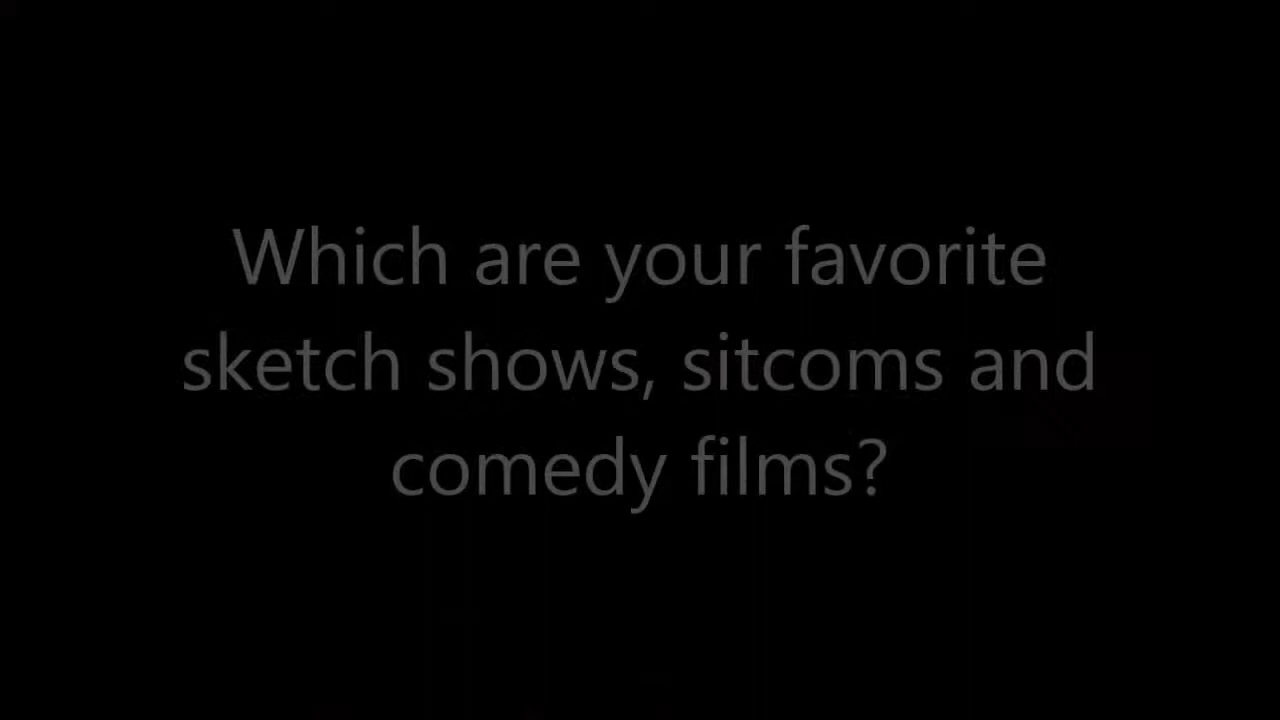 Which are your favorite
sketch shows, sitcoms and
comedy films?